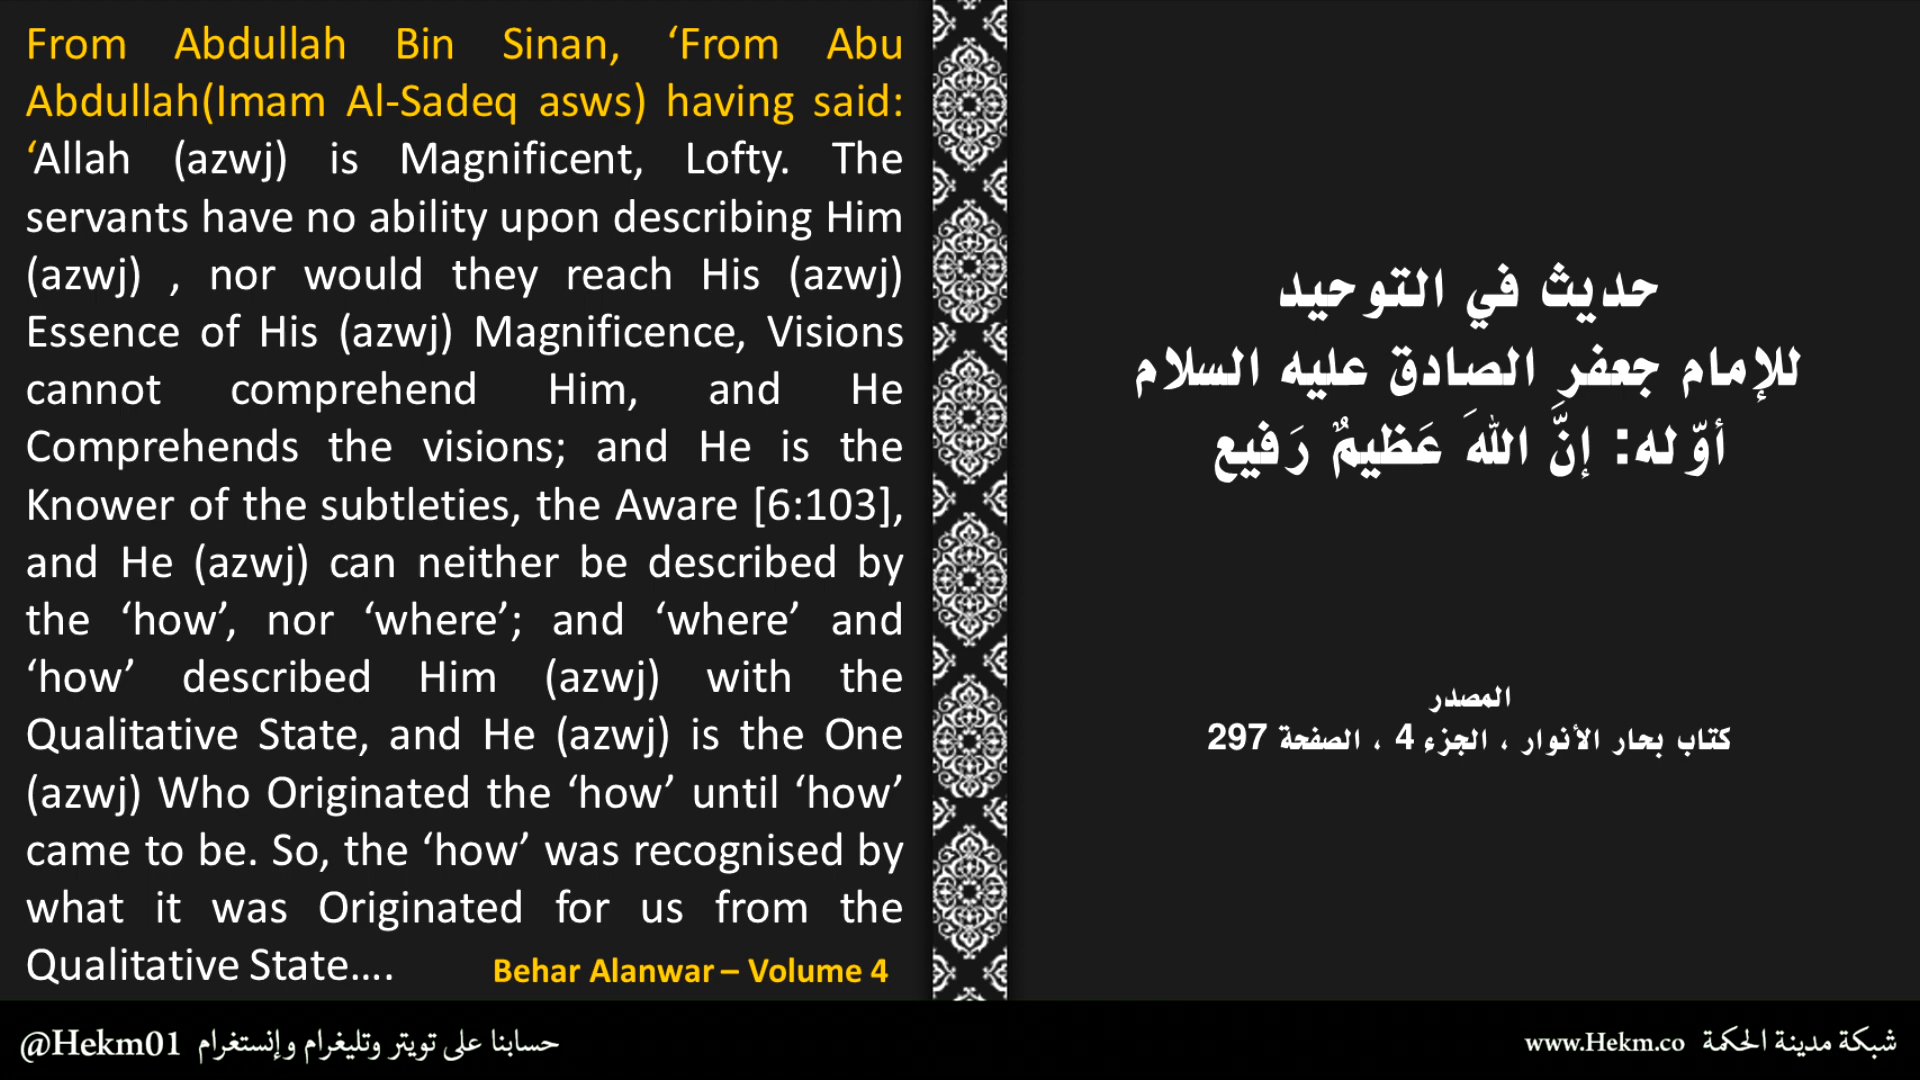 From Abdullah Bin Sinan, ‘From Abu
Abdullah(Imam Al-Sadeq asws) having said:
‘Allah (azwj) is Magnificent, Lofty. The
servants have no ability upon describing Him
(azwj) , nor would they reach His (azwj)
Essence of His (azwj) Magnificence, Visions
cannot comprehend Him, and He
Comprehends the visions; and He is the
Knower of the subtleties, the Aware [6:103],
and He (azwj) can neither be described by
the ‘how’, nor ‘where’; and ‘where’ and
‘how’ described Him (azwj) with the
Qualitative State, and He (azwj) is the One
(azwj) Who Originated the ‘how’ until ‘how’
came to be. So, the ‘how’ was recognised by
what it was Originated for us from the
Qualitative State….
Behar Alanwar – Volume 4
حديث في التوحيد
للإمام جعفر الصادق عليه السلام
أوّله: إنَّ اللهَ عَظيمٌ رَفيع
المصدر
كتاب بحار الأنوار ، الجزء 4 ، الصفحة 297
@Hekm01 حسابنا على تويتر وتليغرام وإنستغرام
www.Hekm.co شبكة مدينة الحكمة